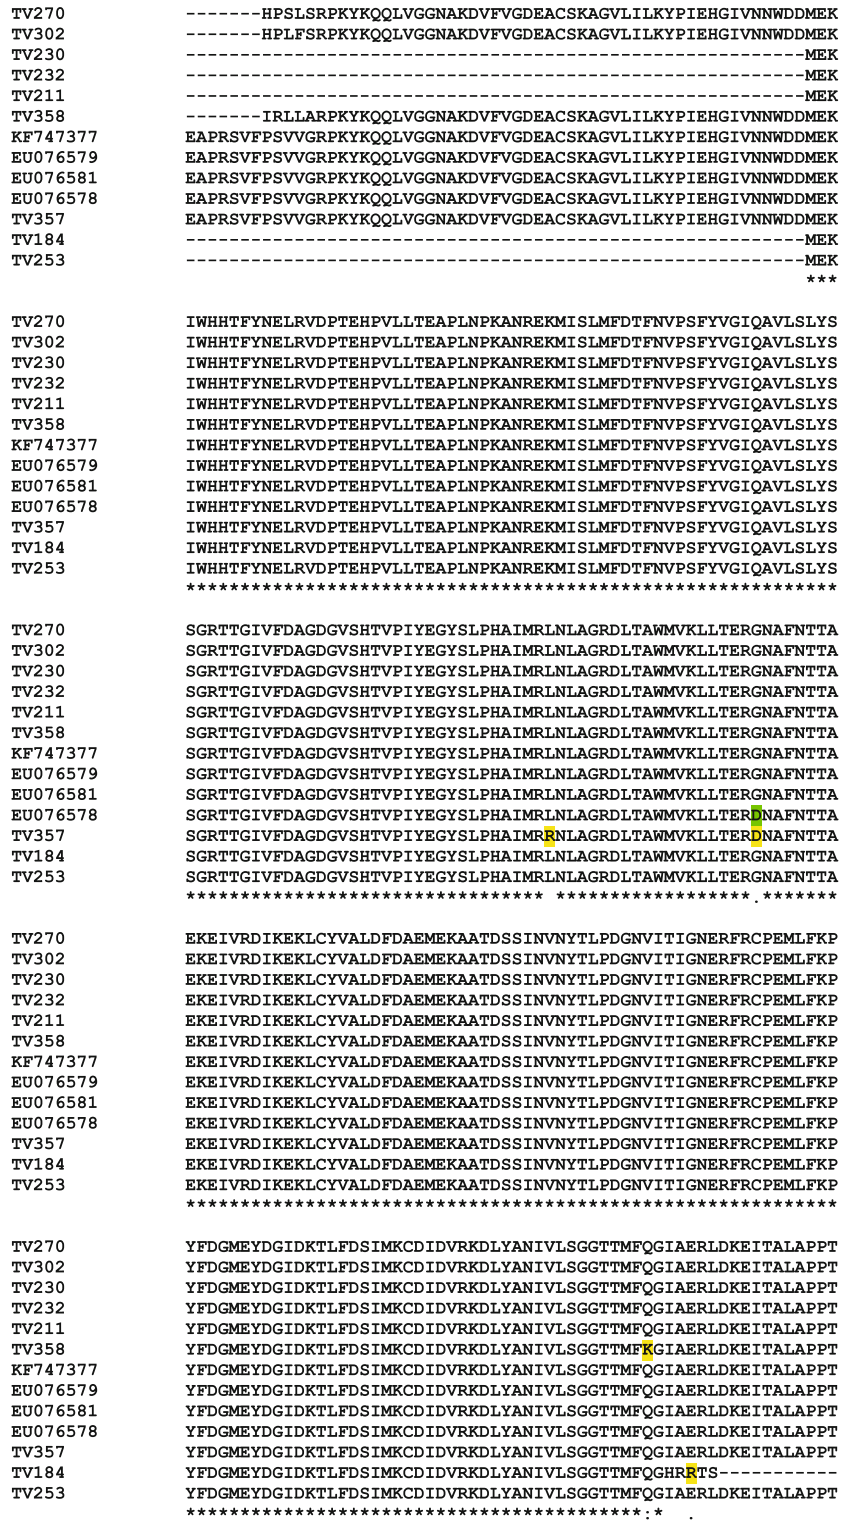 TV270 -------HPSLSRPKYKQQLVGGNAKDVFVGDEACSKAGVLILKYPIEHGIVNNWDDMEK
TV302 -------HPLFSRPKYKQQLVGGNAKDVFVGDEACSKAGVLILKYPIEHGIVNNWDDMEK
TV230 ---------------------------------------------------------MEK
TV232 ---------------------------------------------------------MEK
TV211 ---------------------------------------------------------MEK
TV358 -------IRLLARPKYKQQLVGGNAKDVFVGDEACSKAGVLILKYPIEHGIVNNWDDMEK
KF747377 EAPRSVFPSVVGRPKYKQQLVGGNAKDVFVGDEACSKAGVLILKYPIEHGIVNNWDDMEK
EU076579 EAPRSVFPSVVGRPKYKQQLVGGNAKDVFVGDEACSKAGVLILKYPIEHGIVNNWDDMEK
EU076581 EAPRSVFPSVVGRPKYKQQLVGGNAKDVFVGDEACSKAGVLILKYPIEHGIVNNWDDMEK
EU076578 EAPRSVFPSVVGRPKYKQQLVGGNAKDVFVGDEACSKAGVLILKYPIEHGIVNNWDDMEK
TV357 EAPRSVFPSVVGRPKYKQQLVGGNAKDVFVGDEACSKAGVLILKYPIEHGIVNNWDDMEK
TV184 ---------------------------------------------------------MEK
TV253 ---------------------------------------------------------MEK
***
TV270 IWHHTFYNELRVDPTEHPVLLTEAPLNPKANREKMISLMFDTFNVPSFYVGIQAVLSLYS
TV302 IWHHTFYNELRVDPTEHPVLLTEAPLNPKANREKMISLMFDTFNVPSFYVGIQAVLSLYS
TV230 IWHHTFYNELRVDPTEHPVLLTEAPLNPKANREKMISLMFDTFNVPSFYVGIQAVLSLYS
TV232 IWHHTFYNELRVDPTEHPVLLTEAPLNPKANREKMISLMFDTFNVPSFYVGIQAVLSLYS
TV211 IWHHTFYNELRVDPTEHPVLLTEAPLNPKANREKMISLMFDTFNVPSFYVGIQAVLSLYS
TV358 IWHHTFYNELRVDPTEHPVLLTEAPLNPKANREKMISLMFDTFNVPSFYVGIQAVLSLYS
KF747377 IWHHTFYNELRVDPTEHPVLLTEAPLNPKANREKMISLMFDTFNVPSFYVGIQAVLSLYS
EU076579 IWHHTFYNELRVDPTEHPVLLTEAPLNPKANREKMISLMFDTFNVPSFYVGIQAVLSLYS
EU076581 IWHHTFYNELRVDPTEHPVLLTEAPLNPKANREKMISLMFDTFNVPSFYVGIQAVLSLYS
EU076578 IWHHTFYNELRVDPTEHPVLLTEAPLNPKANREKMISLMFDTFNVPSFYVGIQAVLSLYS
TV357 IWHHTFYNELRVDPTEHPVLLTEAPLNPKANREKMISLMFDTFNVPSFYVGIQAVLSLYS
TV184 IWHHTFYNELRVDPTEHPVLLTEAPLNPKANREKMISLMFDTFNVPSFYVGIQAVLSLYS
TV253 IWHHTFYNELRVDPTEHPVLLTEAPLNPKANREKMISLMFDTFNVPSFYVGIQAVLSLYS
************************************************************
TV270 SGRTTGIVFDAGDGVSHTVPIYEGYSLPHAIMRLNLAGRDLTAWMVKLLTERGNAFNTTA
TV302 SGRTTGIVFDAGDGVSHTVPIYEGYSLPHAIMRLNLAGRDLTAWMVKLLTERGNAFNTTA
TV230 SGRTTGIVFDAGDGVSHTVPIYEGYSLPHAIMRLNLAGRDLTAWMVKLLTERGNAFNTTA
TV232 SGRTTGIVFDAGDGVSHTVPIYEGYSLPHAIMRLNLAGRDLTAWMVKLLTERGNAFNTTA
TV211 SGRTTGIVFDAGDGVSHTVPIYEGYSLPHAIMRLNLAGRDLTAWMVKLLTERGNAFNTTA
TV358 SGRTTGIVFDAGDGVSHTVPIYEGYSLPHAIMRLNLAGRDLTAWMVKLLTERGNAFNTTA
KF747377 SGRTTGIVFDAGDGVSHTVPIYEGYSLPHAIMRLNLAGRDLTAWMVKLLTERGNAFNTTA
EU076579 SGRTTGIVFDAGDGVSHTVPIYEGYSLPHAIMRLNLAGRDLTAWMVKLLTERGNAFNTTA
EU076581 SGRTTGIVFDAGDGVSHTVPIYEGYSLPHAIMRLNLAGRDLTAWMVKLLTERGNAFNTTA
EU076578 SGRTTGIVFDAGDGVSHTVPIYEGYSLPHAIMRLNLAGRDLTAWMVKLLTERDNAFNTTA
TV357 SGRTTGIVFDAGDGVSHTVPIYEGYSLPHAIMRRNLAGRDLTAWMVKLLTERDNAFNTTA
TV184 SGRTTGIVFDAGDGVSHTVPIYEGYSLPHAIMRLNLAGRDLTAWMVKLLTERGNAFNTTA
TV253 SGRTTGIVFDAGDGVSHTVPIYEGYSLPHAIMRLNLAGRDLTAWMVKLLTERGNAFNTTA
********************************* ******************.*******
TV270 EKEIVRDIKEKLCYVALDFDAEMEKAATDSSINVNYTLPDGNVITIGNERFRCPEMLFKP
TV302 EKEIVRDIKEKLCYVALDFDAEMEKAATDSSINVNYTLPDGNVITIGNERFRCPEMLFKP
TV230 EKEIVRDIKEKLCYVALDFDAEMEKAATDSSINVNYTLPDGNVITIGNERFRCPEMLFKP
TV232 EKEIVRDIKEKLCYVALDFDAEMEKAATDSSINVNYTLPDGNVITIGNERFRCPEMLFKP
TV211 EKEIVRDIKEKLCYVALDFDAEMEKAATDSSINVNYTLPDGNVITIGNERFRCPEMLFKP
TV358 EKEIVRDIKEKLCYVALDFDAEMEKAATDSSINVNYTLPDGNVITIGNERFRCPEMLFKP
KF747377 EKEIVRDIKEKLCYVALDFDAEMEKAATDSSINVNYTLPDGNVITIGNERFRCPEMLFKP
EU076579 EKEIVRDIKEKLCYVALDFDAEMEKAATDSSINVNYTLPDGNVITIGNERFRCPEMLFKP
EU076581 EKEIVRDIKEKLCYVALDFDAEMEKAATDSSINVNYTLPDGNVITIGNERFRCPEMLFKP
EU076578 EKEIVRDIKEKLCYVALDFDAEMEKAATDSSINVNYTLPDGNVITIGNERFRCPEMLFKP
TV357 EKEIVRDIKEKLCYVALDFDAEMEKAATDSSINVNYTLPDGNVITIGNERFRCPEMLFKP
TV184 EKEIVRDIKEKLCYVALDFDAEMEKAATDSSINVNYTLPDGNVITIGNERFRCPEMLFKP
TV253 EKEIVRDIKEKLCYVALDFDAEMEKAATDSSINVNYTLPDGNVITIGNERFRCPEMLFKP
************************************************************
TV270 YFDGMEYDGIDKTLFDSIMKCDIDVRKDLYANIVLSGGTTMFQGIAERLDKEITALAPPT
TV302 YFDGMEYDGIDKTLFDSIMKCDIDVRKDLYANIVLSGGTTMFQGIAERLDKEITALAPPT
TV230 YFDGMEYDGIDKTLFDSIMKCDIDVRKDLYANIVLSGGTTMFQGIAERLDKEITALAPPT
TV232 YFDGMEYDGIDKTLFDSIMKCDIDVRKDLYANIVLSGGTTMFQGIAERLDKEITALAPPT
TV211 YFDGMEYDGIDKTLFDSIMKCDIDVRKDLYANIVLSGGTTMFQGIAERLDKEITALAPPT
TV358 YFDGMEYDGIDKTLFDSIMKCDIDVRKDLYANIVLSGGTTMFKGIAERLDKEITALAPPT
KF747377 YFDGMEYDGIDKTLFDSIMKCDIDVRKDLYANIVLSGGTTMFQGIAERLDKEITALAPPT
EU076579 YFDGMEYDGIDKTLFDSIMKCDIDVRKDLYANIVLSGGTTMFQGIAERLDKEITALAPPT
EU076581 YFDGMEYDGIDKTLFDSIMKCDIDVRKDLYANIVLSGGTTMFQGIAERLDKEITALAPPT
EU076578 YFDGMEYDGIDKTLFDSIMKCDIDVRKDLYANIVLSGGTTMFQGIAERLDKEITALAPPT
TV357 YFDGMEYDGIDKTLFDSIMKCDIDVRKDLYANIVLSGGTTMFQGIAERLDKEITALAPPT
TV184 YFDGMEYDGIDKTLFDSIMKCDIDVRKDLYANIVLSGGTTMFQGHRRTS-----------
TV253 YFDGMEYDGIDKTLFDSIMKCDIDVRKDLYANIVLSGGTTMFQGIAERLDKEITALAPPT
******************************************:*  .